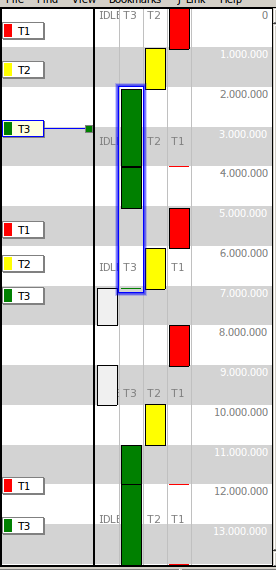 File Find View Bookmarks J-Link Help
IDLE T3 T2 0
T1
1.000.000
T2
2.000.000
T3
3.000.000
IDLE T2 T1
4.000.000
5.000.000
T1
6.000.000
T2
IDLE T3 T1
T3
7.000.000
8.000.000
9.000.000
T3 T2 T1
10.000.000
11.000.000
T1
12.000.000
IDLE T2 T1
T3
13.000.000